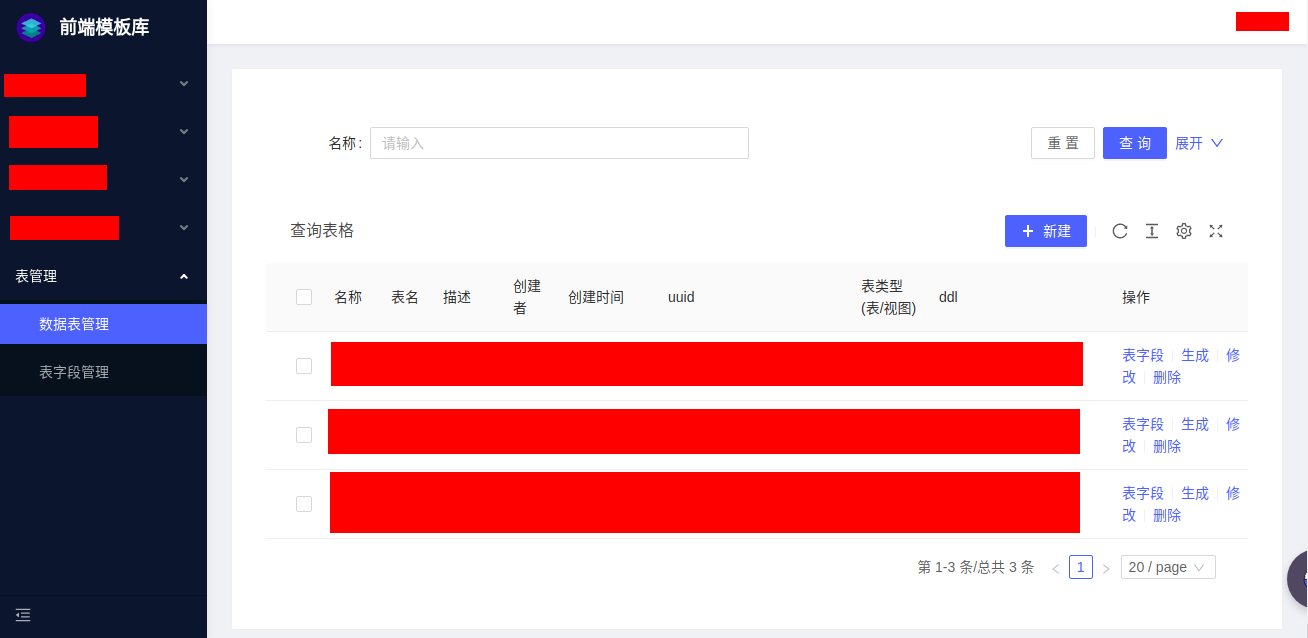 前端模板库
表管理
数据表管理
表字段管理
名称 :
请输入
重 置
查 询
展开
查询表格
+ 新建
名称
表名
描述
创建
者
创建时间
uuid
表类型
(表/视图)
ddl
操作
表字段 生成 修
改 删除
表字段 生成 修
改 删除
表字段 生成 修
改 删除
第 1-3 条/总共 3 条
< 1 >
20 / page